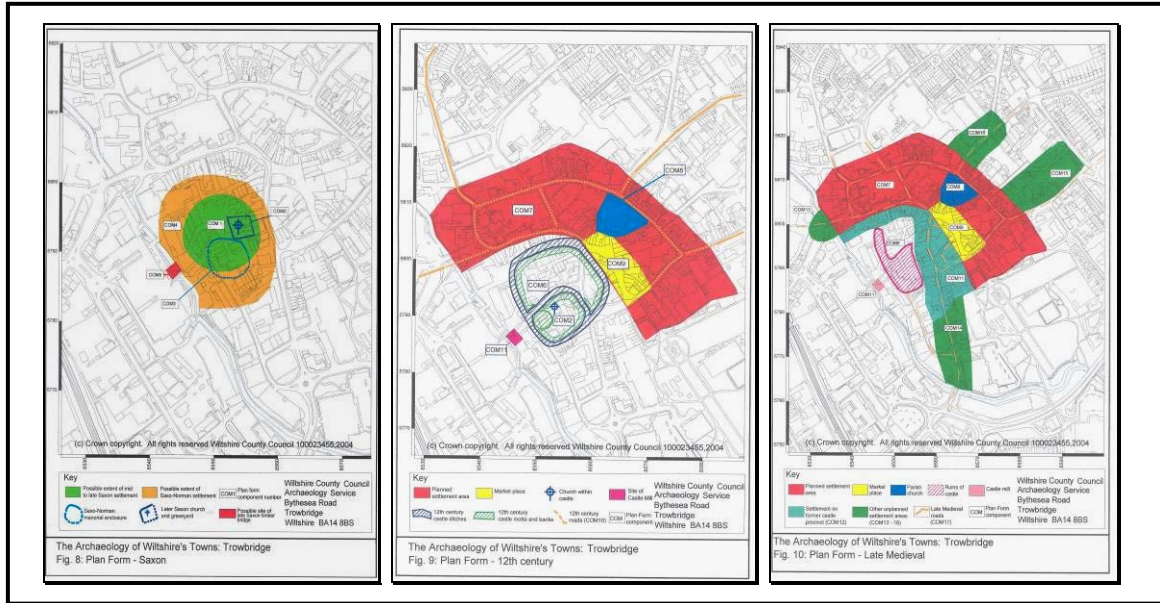 COM1
COM4
(c) Crown copyright. All rights reserved Wiltshire County Council 100023455,2004
Key
Possible extent of mid
to late Saxon settlement
Possible extent of
Saxo-Norman settlement
Plan form
component number
Saxo-Norman
manorial enclosure
Later Saxon church
and graveyard
Possible site of
late Saxon timber
bridge
Wiltshire County Council
Archaeology Service
Bythesea Road
Trowbridge
Wiltshire BA14 8BS
The Archaeology of Wiltshire's Towns: Trowbridge
Fig. 8: Plan Form - Saxon
COM8
COM7
COM9
COM6
COM2
COM11
(c) Crown copyright. All rights reserved Wiltshire County Council 100023455,2004
Key
Planned settlement
area
Market place
Church within
castle
Site of
Castle Mill
12th century
castle ditches
12th century
castle motte and banks
12th century
roads (COM10)
COM
Plan Form
component
Wiltshire County Council
Archaeology Service
Bythesea Road
Trowbridge
Wiltshire BA14 8BS
The Archaeology of Wiltshire's Towns: Trowbridge
Fig. 9: Plan Form - 12th century
COM7
COM11
COM14
COM15
(c) Crown copyright. All rights reserved Wiltshire County Council 100023455,2004
Key
Planned settlement
area
Market
place
Parish
church
Ruins of
castle
Castle mill
Settlement on
former castle
precinct (COM12)
Other unplanned
settlement areas
(COM13 - 16)
Late Medieval
roads
(COM17)
COM
Plan Form
component
Wiltshire County Council
Archaeology Service
Bythesea Road
Trowbridge
Wiltshire BA14 8BS
The Archaeology of Wiltshire's Towns: Trowbridge
Fig. 10: Plan Form - Late Medieval